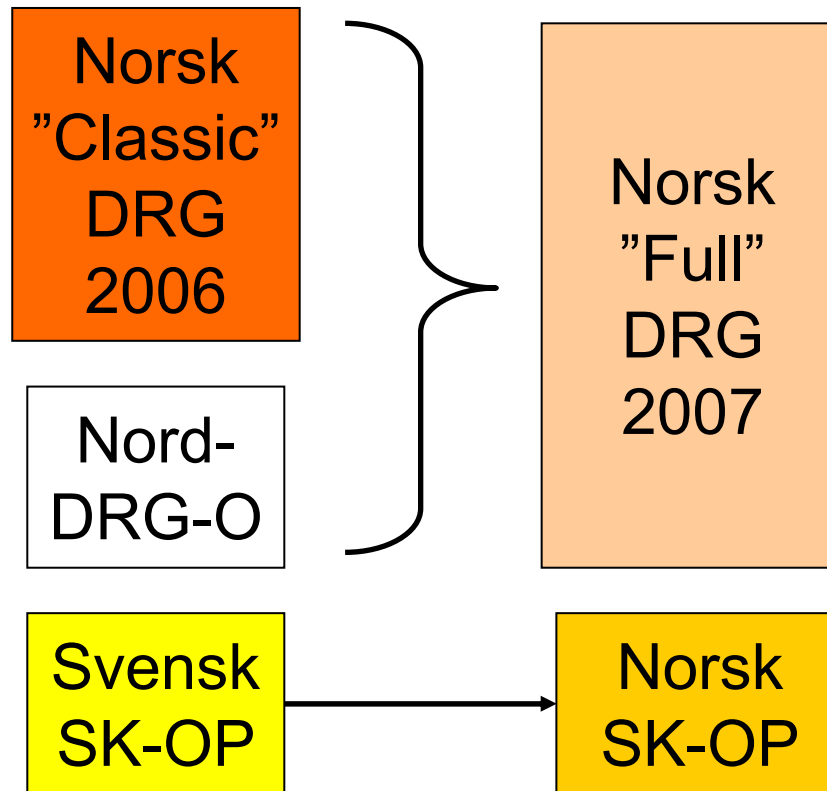 Norsk
”Classic”
DRG
2006
Nord-
DRG-O
Svensk
SK-OP
Norsk
”Full”
DRG
2007
Norsk
SK-OP